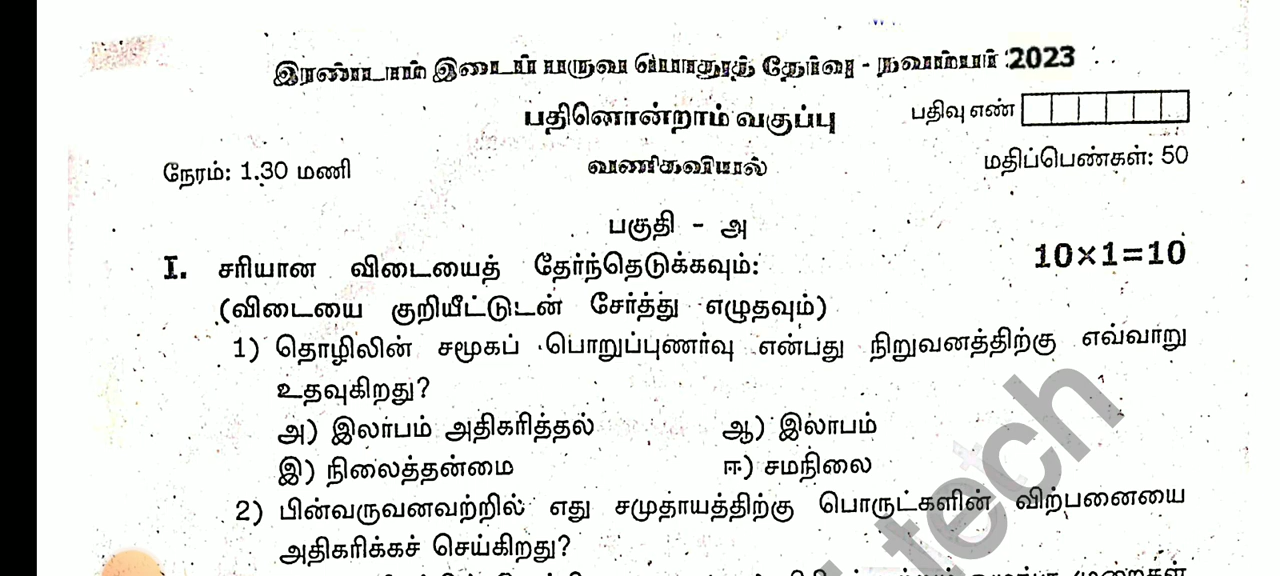 இரண்டாம் இடைப் பருவ பொதுத் தேர்வு - நவம்பர் 2023
பதினொன்றாம் வகுப்பு
பதிவு எண்
நேரம்: 1.30 மணி
வணிகவியல்
மதிப்பெண்கள்: 50
பகுதி - அ
I. சரியான விடையைத் தேர்ந்தெடுக்கவும்:
10×1=10
(விடையை குறியீட்டுடன் சேர்த்து எழுதவும்)
1) தொழிலின் சமூகப் பொறுப்புணர்வு என்பது நிறுவனத்திற்கு எவ்வாறு
உதவுகிறது?
அ) இலாபம் அதிகரித்தல் ஆ) இலாபம்
இ) நிலைத்தன்மை ஈ) சமநிலை
2) பின்வருவனவற்றில் எது சமுதாயத்திற்கு பொருட்களின் விற்பனையை
அதிகரிக்கச் செய்கிறது?
tech